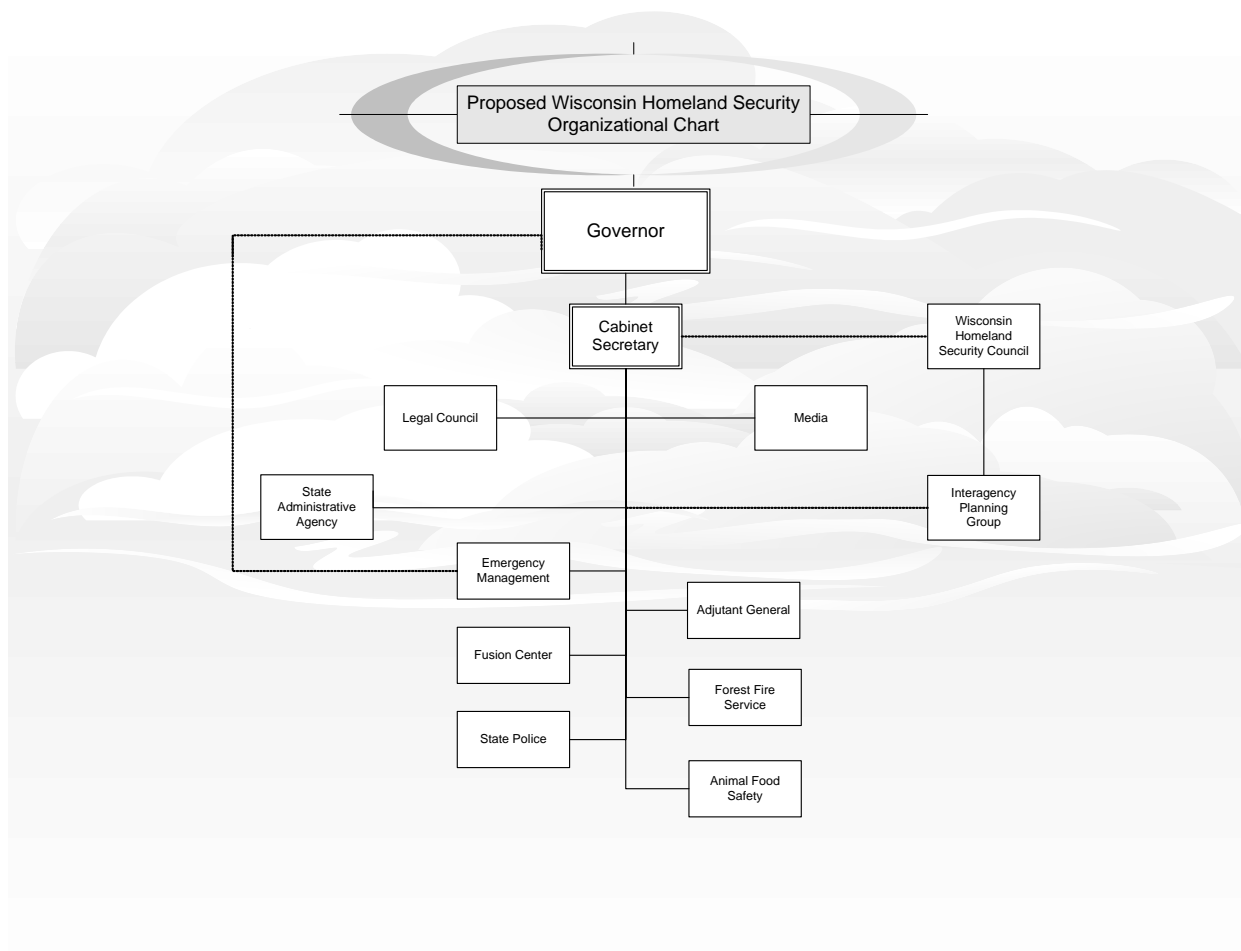 Proposed Wisconsin Homeland Security
Organizational Chart
Governor
Cabinet
Secretary
Wisconsin
Homeland
Security Council
Legal Council
Media
State
Administrative
Agency
Interagency
Planning
Group
Emergency
Management
Adjutant General
Fusion Center
Forest Fire
Service
State Police
Animal Food
Safety